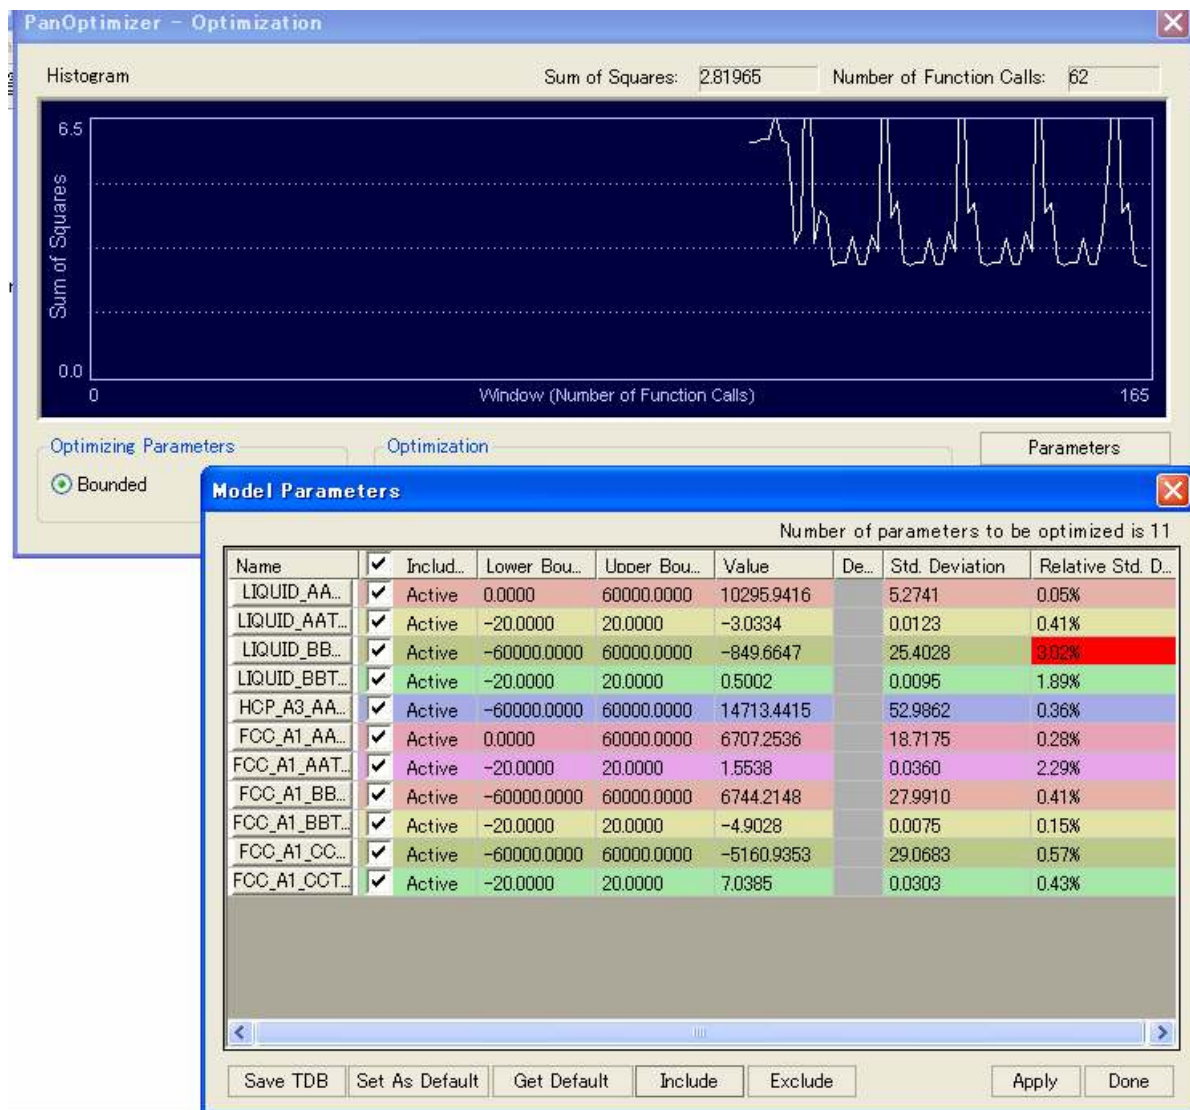 PanOptimizer - Optimization
Histogram Sum of Squares: 2.81965 Number of Function Calls: 62
6.5
Sum of Squares
0.0
0 Window (Number of Function Calls) 165
Optimizing Parameters Optimization Parameters
Bounded
Model Parameters
Number of parameters to be optimized is 11
Name Includ... Lower Bou... Upper Bou... Value De... Std. Deviation Relative Std. D...
LIQUID_AA... Active 0.0000 60000.0000 10295.9416 5.2741 0.05%
LIQUID_AAT... Active -20.0000 20.0000 -3.0334 0.0123 0.41%
LIQUID_BB... Active -60000.0000 60000.0000 -849.6647 25.4028 3.02%
LIQUID_BBT... Active -20.0000 20.0000 0.5002 0.0095 1.89%
HCP_A3_AA... Active -60000.0000 60000.0000 14713.4415 52.9862 0.36%
FCC_A1_AA... Active 0.0000 60000.0000 6707.2536 18.7175 0.28%
FCC_A1_AAT... Active -20.0000 20.0000 1.5538 0.0360 2.29%
FCC_A1_BB... Active -60000.0000 60000.0000 6744.2148 27.9910 0.41%
FCC_A1_BBT... Active -20.0000 20.0000 -4.9028 0.0075 0.15%
FCC_A1_CC... Active -60000.0000 60000.0000 -5160.9353 29.0683 0.57%
FCC_A1_CCT... Active -20.0000 20.0000 7.0385 0.0303 0.43%
Save TDB Set As Default Get Default Include Exclude Apply Done